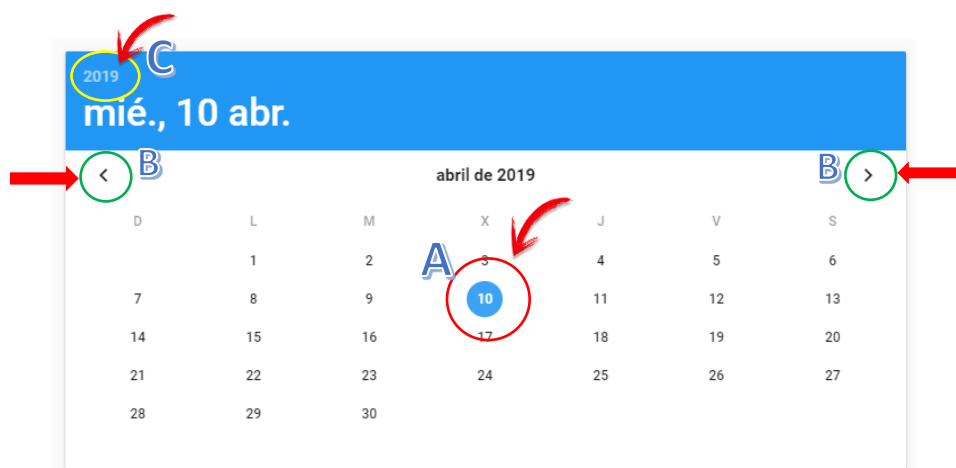 C
2019
mié., 10 abr.
B B
abril de 2019
D L M X J V S
A
1 2 3 4 5 6
7 8 9 10 11 12 13
14 15 16 17 18 19 20
21 22 23 24 25 26 27
28 29 30